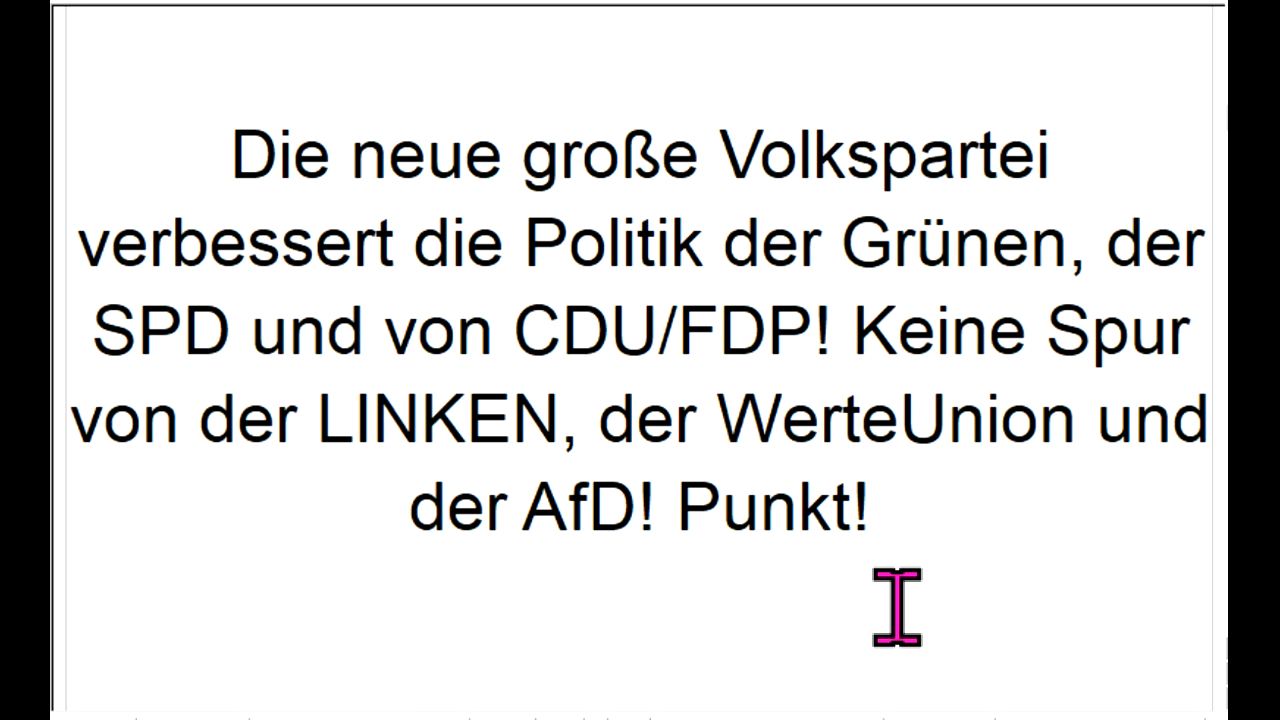 Die neue große Volkspartei
verbessert die Politik der Grünen, der
SPD und von CDU/FDP! Keine Spur
von der LINKEN, der WerteUnion und
der AfD! Punkt!